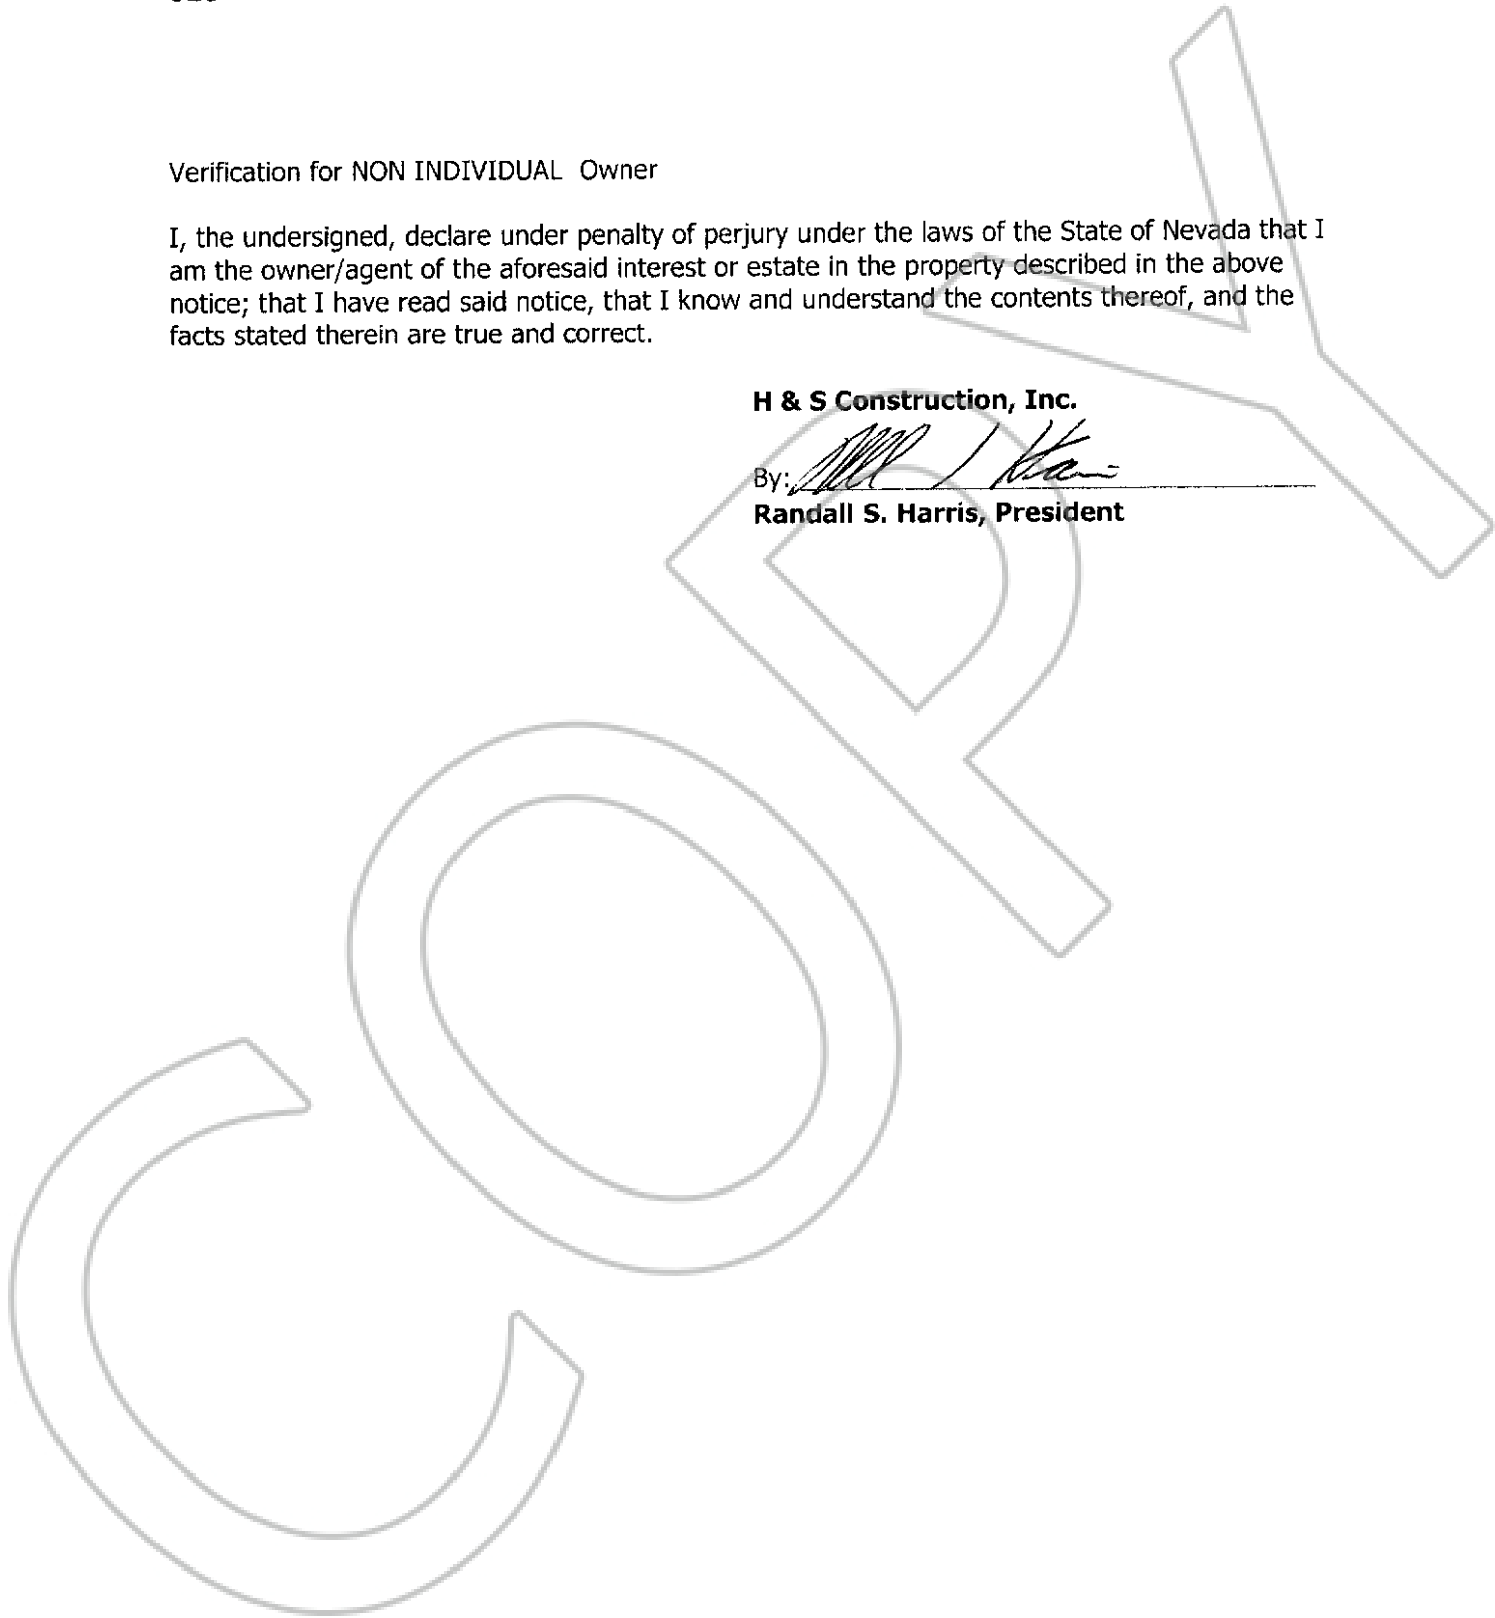 Verification for NON INDIVIDUAL Owner
I, the undersigned, declare under penalty of perjury under the laws of the State of Nevada that I
am the owner/agent of the aforesaid interest or estate in the property described in the above
notice; that I have read said notice, that I know and understand the contents thereof, and the
facts stated therein are true and correct.
H & S Construction, Inc.
By:
Randall S. Harris, President
COPY